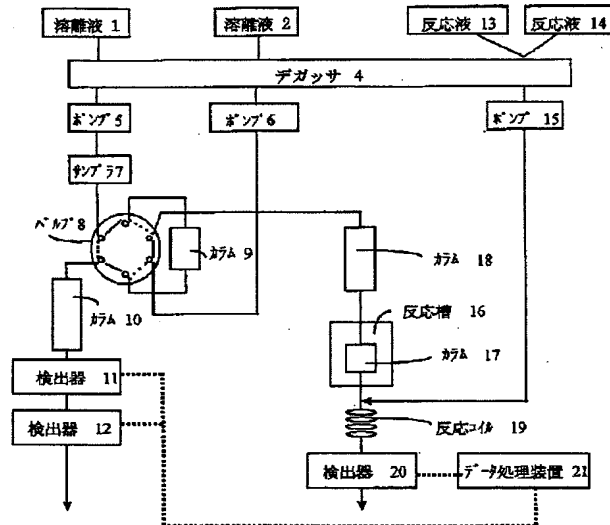 溶離液 1
溶離液 2
反応液 13
反応液 14
デガッサ 4
ポンプ 5
ポンプ 6
ポンプ 15
サンプラ7
バルブ 8
カラム 9
カラム 18
反応槽 16
カラム 10
カラム 17
検出器 11
検出器 12
反応コイル 19
検出器 20
データ処理装置 21